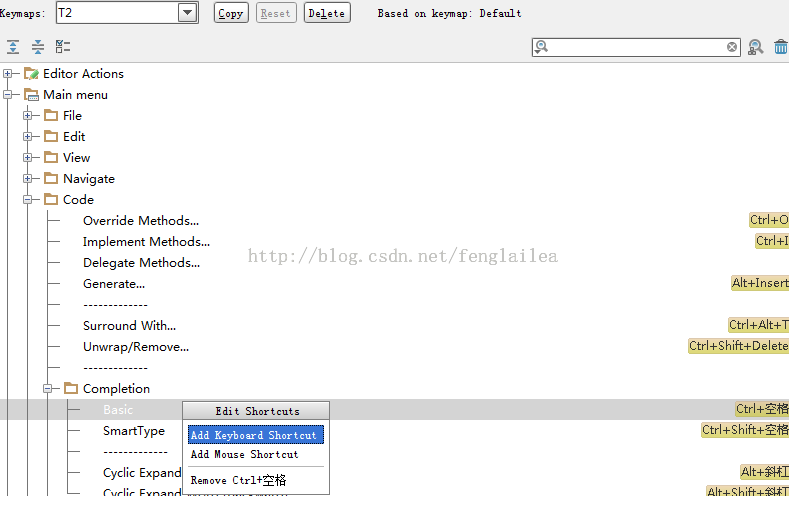 Keymaps: T2 Copy Reset Delete Based on keymap: Default
Editor Actions
Main menu
File
Edit
View
Navigate
Code
Override Methods... Ctrl+O
Implement Methods... Ctrl+I
http://blog.csdn.net/fenglailea
Delegate Methods...
Generate... Alt+Insert
-------------
Surround With... Ctrl+Alt+T
Unwrap/Remove... Ctrl+Shift+Delete
-------------
Completion
Basic Edit Shortcuts Ctrl+空格
SmartType Add Keyboard Shortcut Ctrl+Shift+空格
------------- Add Mouse Shortcut
Cyclic Expand Remove Ctrl+空格 Alt+斜杠
Cyclic Expand Alt+Shift+斜杠